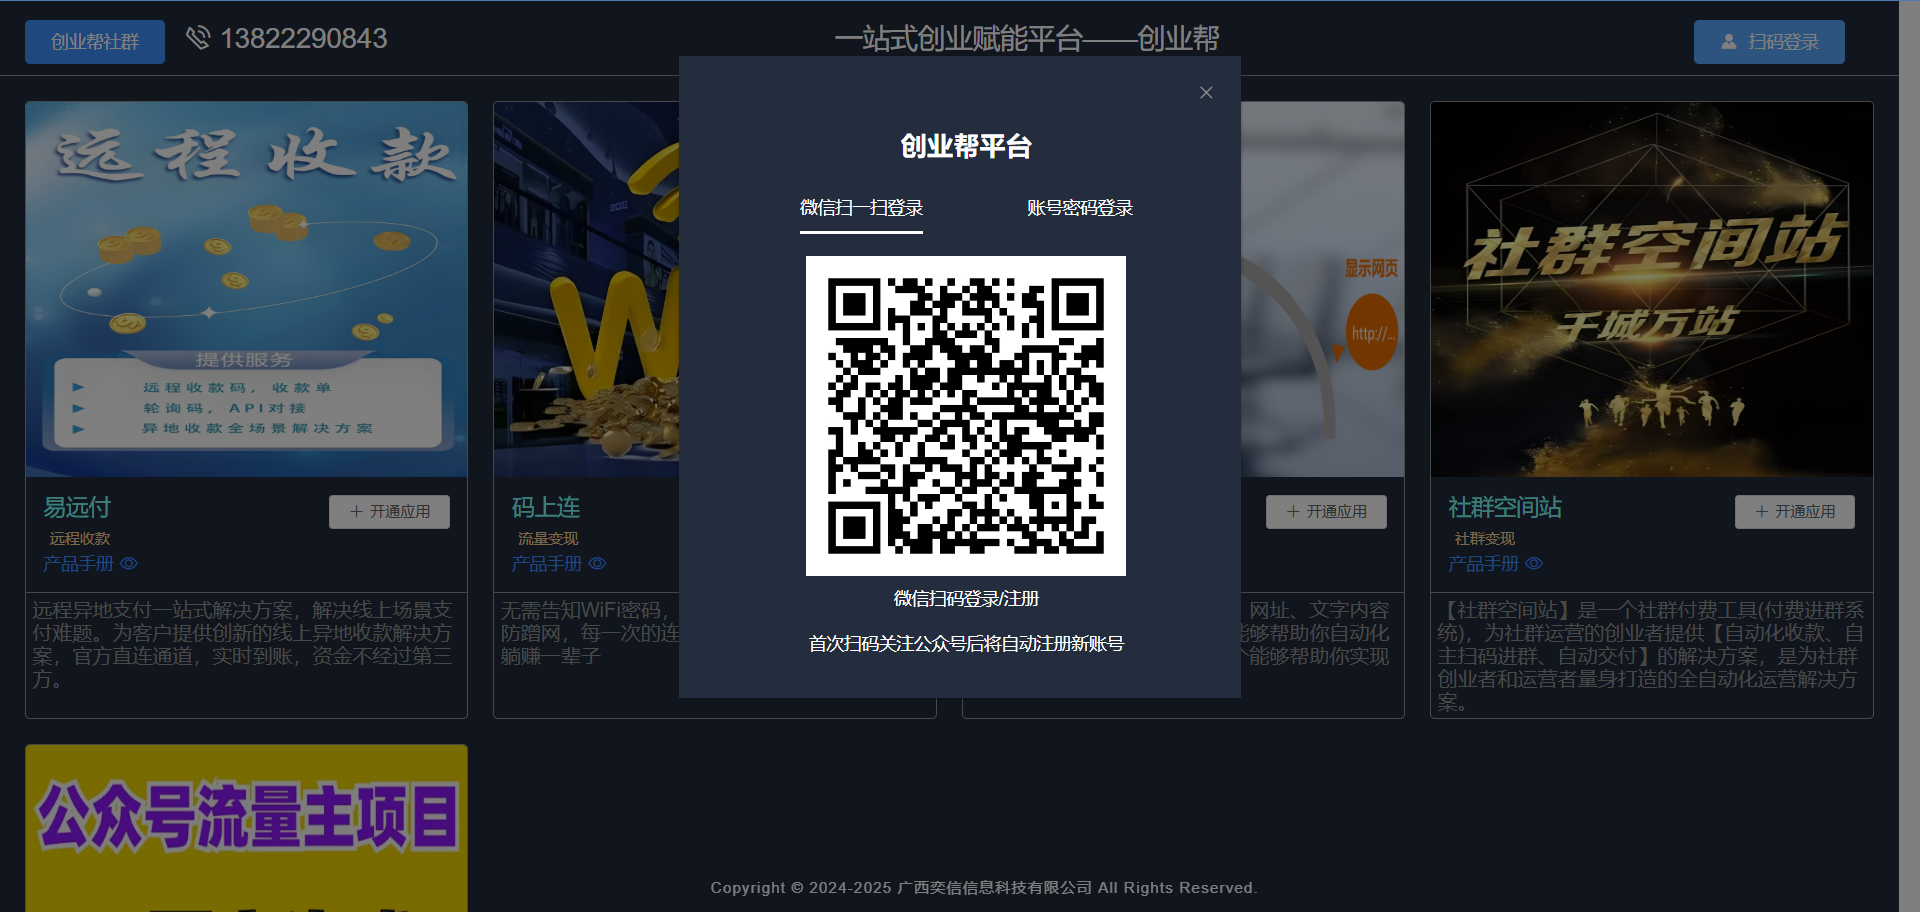 创业帮社群
13822290843
一站式创业赋能平台——创业帮
扫码登录
创业帮平台
微信扫一扫登录
账号密码登录
微信扫码登录/注册
首次扫码关注公众号后将自动注册新账号
远程收款
提供服务
远程收款码，收款单
轮询码，API对接
异地收款全场景解决方案
易远付
开通应用
远程收款
产品手册
远程异地支付一站式解决方案，解决线上场景支
付难题。为客户提供创新的线上异地收款解决方
案，官方直连通道，实时到账，资金不经过第三
方。
码上连
流量变现
产品手册
无需告知WiFi密码，
防蹭网，每一次的连
躺赚一辈子
显示网页
http://...
开通应用
网址、文字内容
能够帮助你自动化
能够帮助你实现
社群空间站
千城万站
社群空间站
开通应用
社群变现
产品手册
【社群空间站】是一个社群付费工具(付费进群系
统)，为社群运营的创业者提供【自动化收款、自
主扫码进群、自动交付】的解决方案，是为社群
创业者和运营者量身打造的全自动化运营解决方
案。
公众号流量主项目
Copyright © 2024-2025 广西奕信信息科技有限公司 All Rights Reserved.